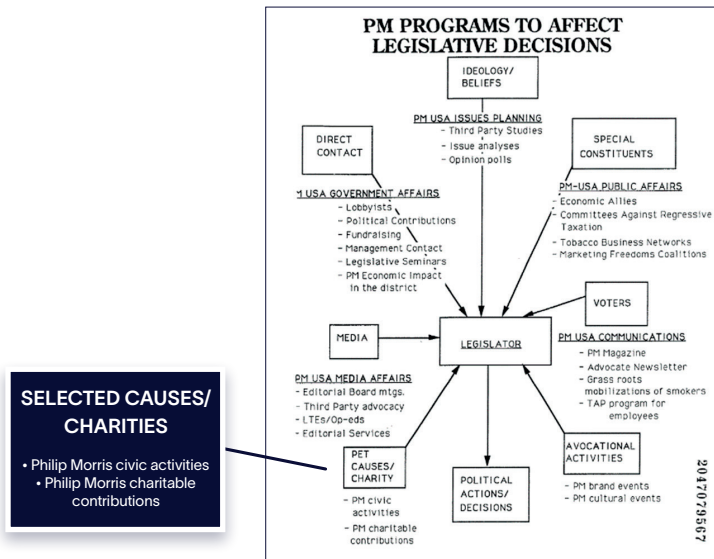 PM PROGRAMS TO AFFECT
LEGISLATIVE DECISIONS
IDEOLOGY/
BELIEFS
PM USA ISSUES PLANNING
- Third Party Studies
- Issue analyses
- Opinion polls
DIRECT
CONTACT
M USA GOVERNMENT AFFAIRS
- Lobbyists
- Political Contributions
- Fundraising
- Management Contact
- Legislative Seminars
- PM Economic Impact
in the district
SPECIAL
CONSTITUENTS
PM-USA PUBLIC AFFAIRS
- Economic Allies
- Committees Against Regressive
Taxation
- Tobacco Business Networks
- Marketing Freedoms Coalitions
MEDIA
LEGISLATOR
VOTERS
PM USA MEDIA AFFAIRS
- Editorial Board mtgs.
- Third Party advocacy
- LTEs/Op-eds
- Editorial Services
PM USA COMMUNICATIONS
- PM Magazine
- Advocate Newsletter
- Grass roots
mobilizations of smokers
- TAP program for
employees
PET CAUSES/
CHARITY
- PM civic
activities
- PM charitable
contributions
POLITICAL
ACTIONS/
DECISIONS
AVOCATIONAL
ACTIVITIES
- PM brand events
- PM cultural events
2047079567
SELECTED CAUSES/
CHARITIES
• Philip Morris civic activities
• Philip Morris charitable
contributions